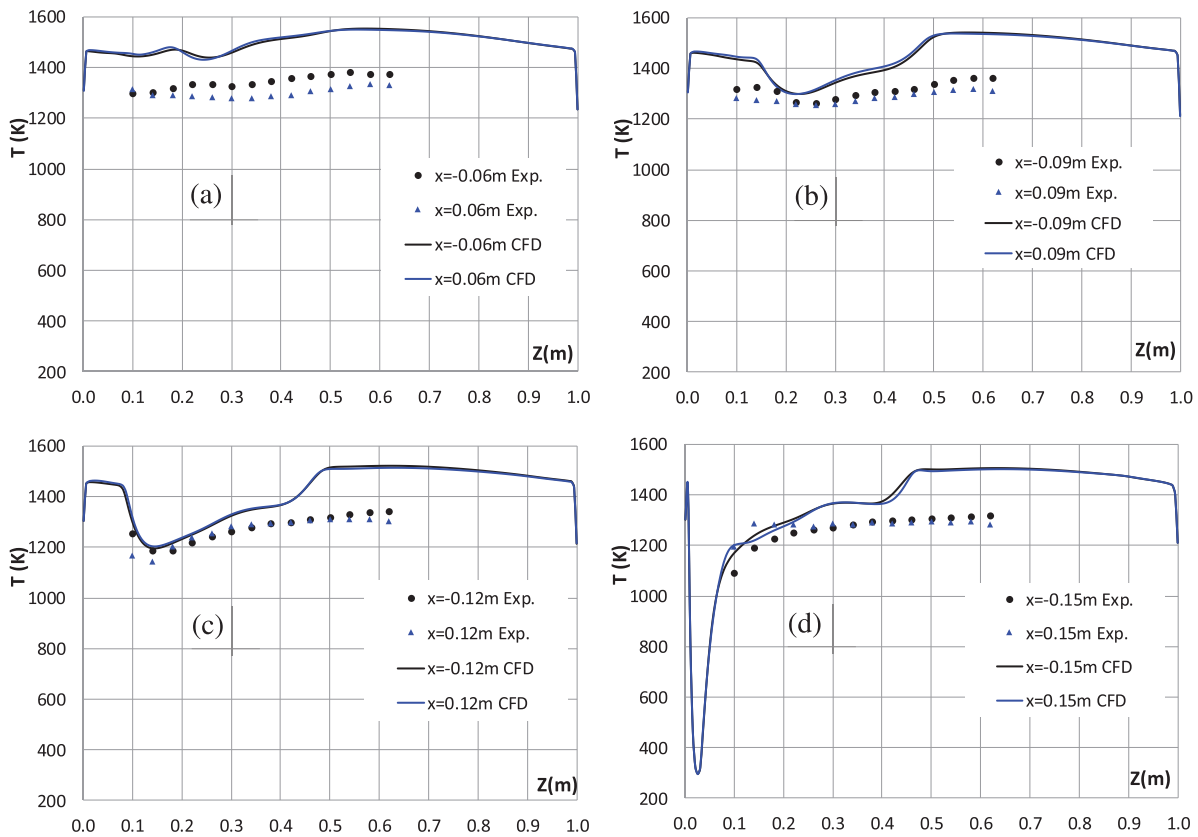 1600
1400
1200
1000
800
600
400
200
T (K)
(a)
x=-0.06m Exp.
x=0.06m Exp.
x=-0.06m CFD
x=0.06m CFD
Z(m)
0.0 0.1 0.2 0.3 0.4 0.5 0.6 0.7 0.8 0.9 1.0
1600
1400
1200
1000
800
600
400
200
T (K)
(b)
x=-0.09m Exp.
x=0.09m Exp.
x=-0.09m CFD
x=0.09m CFD
Z(m)
0.0 0.1 0.2 0.3 0.4 0.5 0.6 0.7 0.8 0.9 1.0
1600
1400
1200
1000
800
600
400
200
T (K)
(c)
x=-0.12m Exp.
x=0.12m Exp.
x=-0.12m CFD
x=0.12m CFD
Z(m)
0.0 0.1 0.2 0.3 0.4 0.5 0.6 0.7 0.8 0.9 1.0
1600
1400
1200
1000
800
600
400
200
T (K)
(d)
x=-0.15m Exp.
x=0.15m Exp.
x=-0.15m CFD
x=0.15m CFD
Z(m)
0.0 0.1 0.2 0.3 0.4 0.5 0.6 0.7 0.8 0.9 1.0